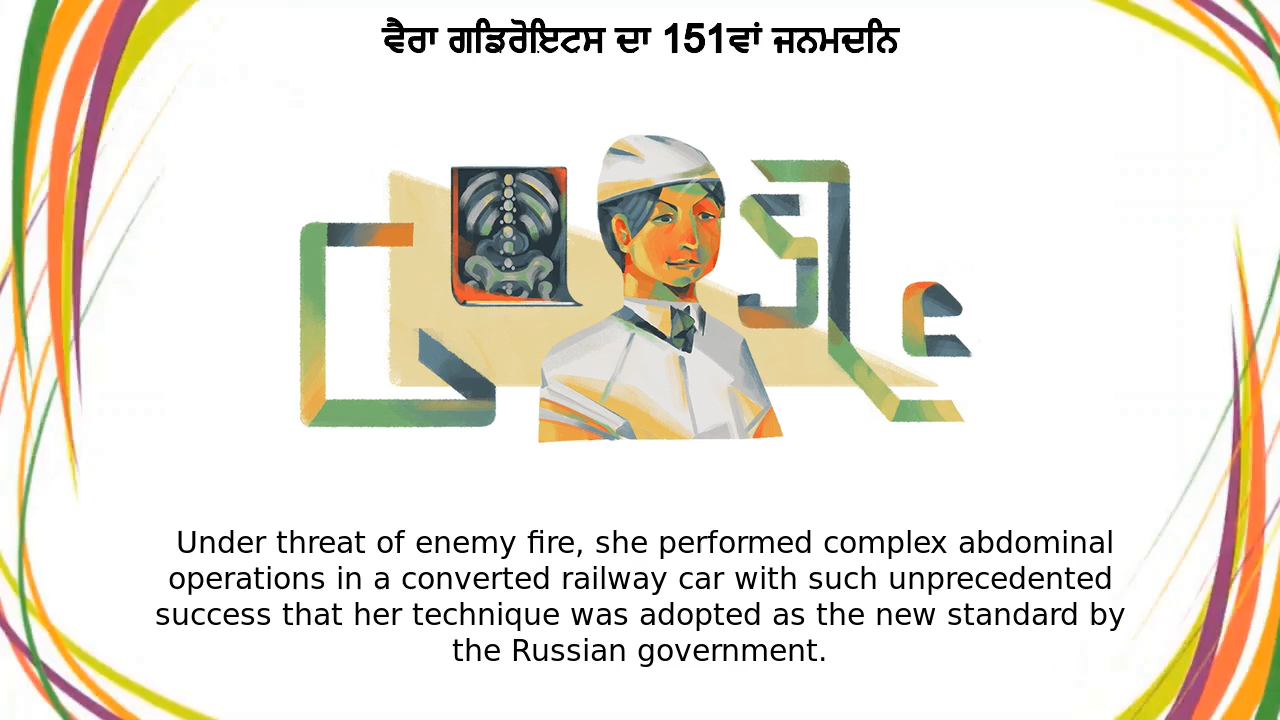 ਵੈਰਾ ਗਡਿਰੋਇਟਸ ਦਾ 151ਵਾਂ ਜਨਮਦਨਿ
Under threat of enemy fire, she performed complex abdominal
operations in a converted railway car with such unprecedented
success that her technique was adopted as the new standard by
the Russian government.